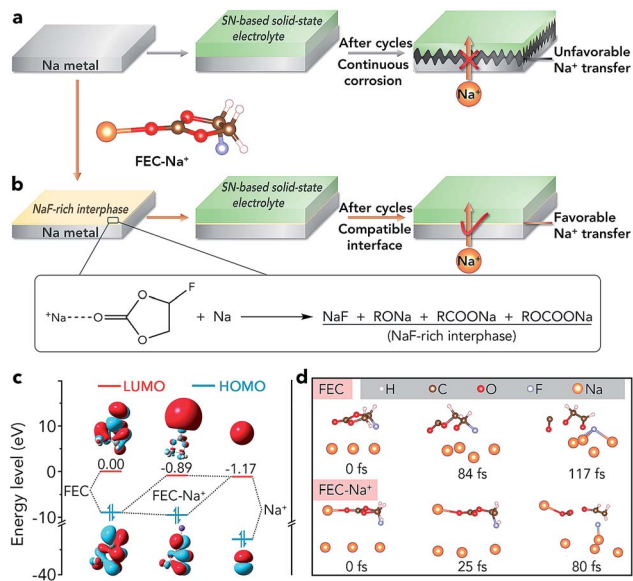 a
SN-based solid-state
electrolyte
Na metal
After cycles
Continuous
corrosion
Unfavorable
Na⁺ transfer
Na⁺
FEC-Na⁺
b
NaF-rich interphase
Na metal
SN-based solid-state
electrolyte
After cycles
Compatible
interface
Favorable
Na⁺ transfer
Na⁺
⁺Na----O O O F + Na ⟶ NaF + RONa + RCOONa + ROCOONa
(NaF-rich interphase)
c
LUMO HOMO
Energy level (eV)
10
0
-10
-40
0.00
-0.89
-1.17
FEC
FEC-Na⁺
Na⁺
d
FEC H C O F Na
0 fs 84 fs 117 fs
FEC-Na⁺
0 fs 25 fs 80 fs